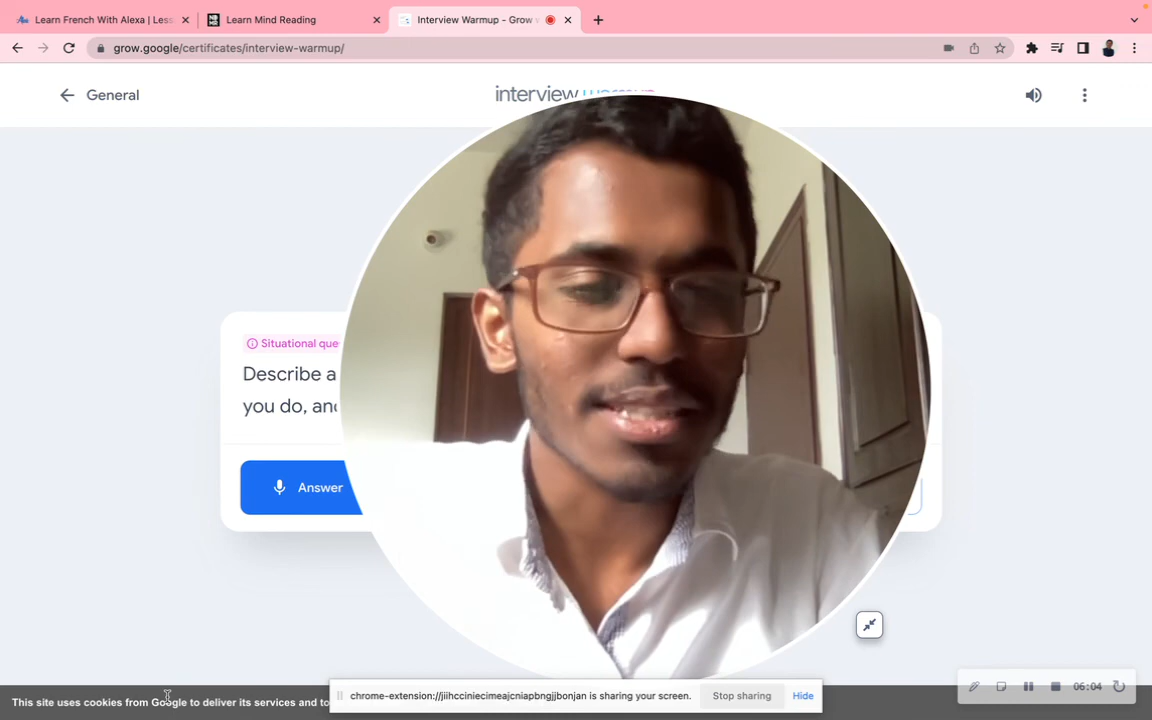 Learn French With Alexa | Less
Learn Mind Reading
Interview Warmup - Grow
grow.google/certificates/interview-warmup/
General
interview warmup
Situational que
Describe a
you do, and
Answer
This site uses cookies from Google to deliver its services and to
chrome-extension://jiihcciniecimeajcniapbngjjbonjan is sharing your screen.
Stop sharing
Hide
06:04